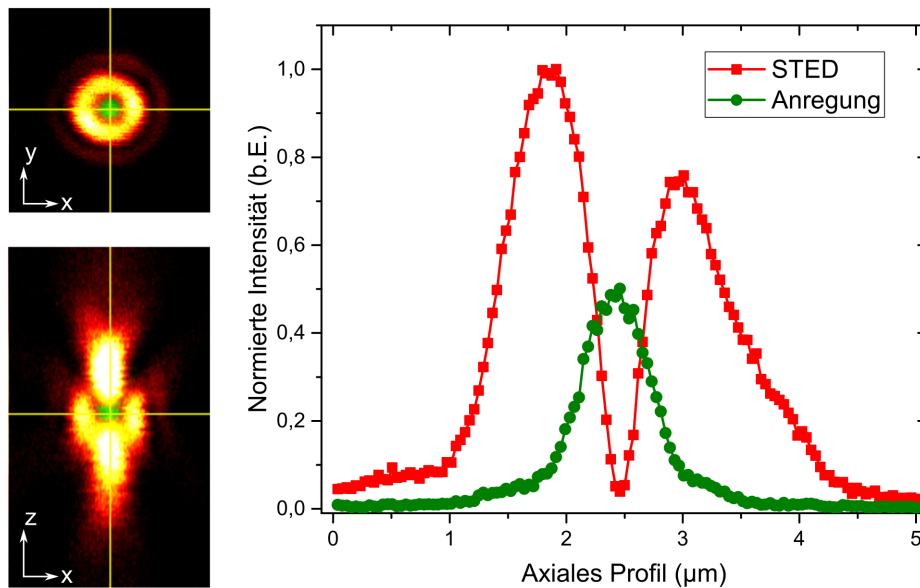 y
x
z
x
Normierte Intensität (b.E.)
1,0
0,8
0,6
0,4
0,2
0,0
STED
Anregung
0 1 2 3 4 5
Axiales Profil (µm)